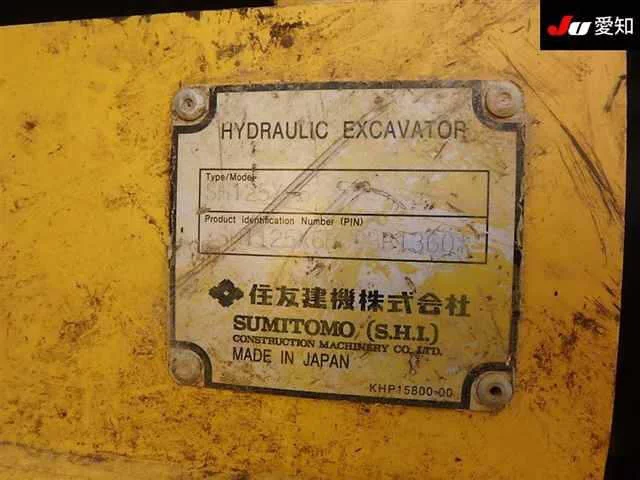 JU 愛知
HYDRAULIC EXCAVATOR
Type/Model
Product Identification Number (PIN)
住友建機株式会社
SUMITOMO (S.H.I.)
CONSTRUCTION MACHINERY CO., LTD.
MADE IN JAPAN
KHP15800-00